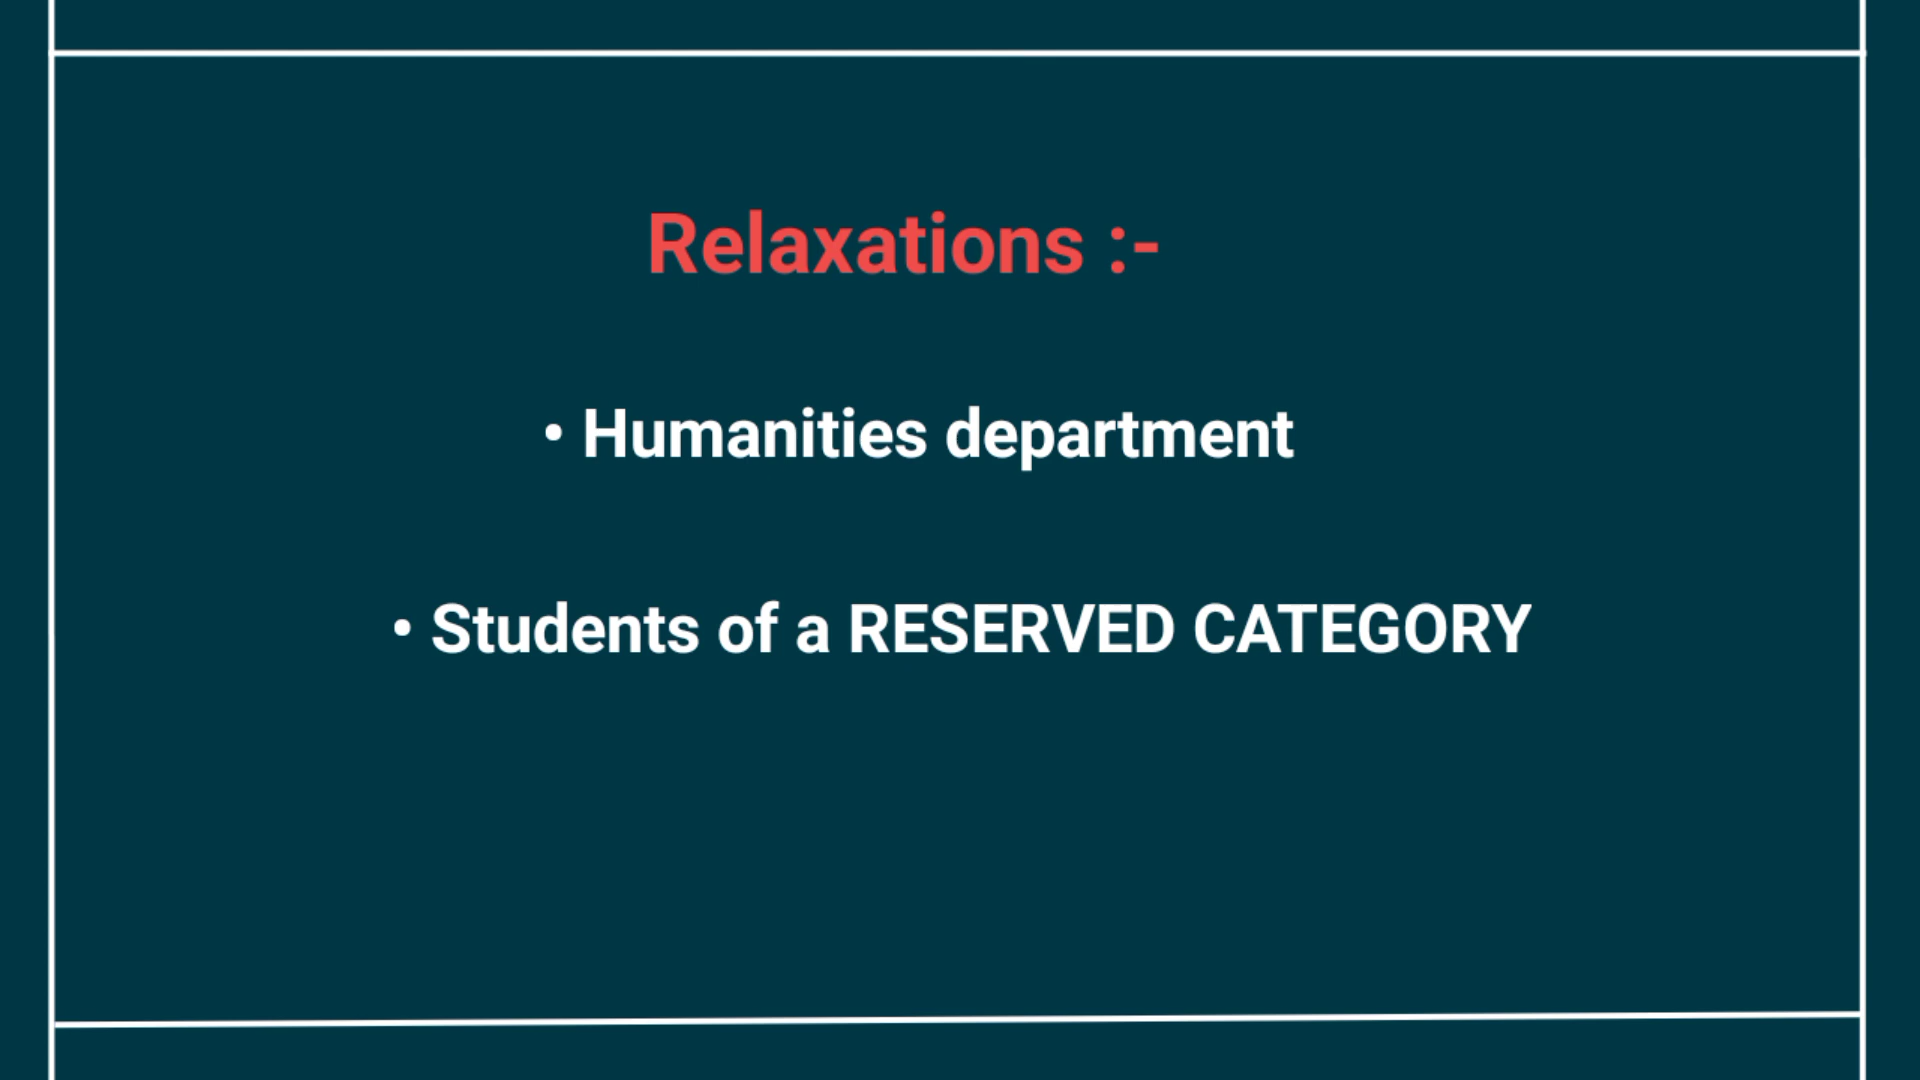 Relaxations :-
• Humanities department
• Students of a RESERVED CATEGORY